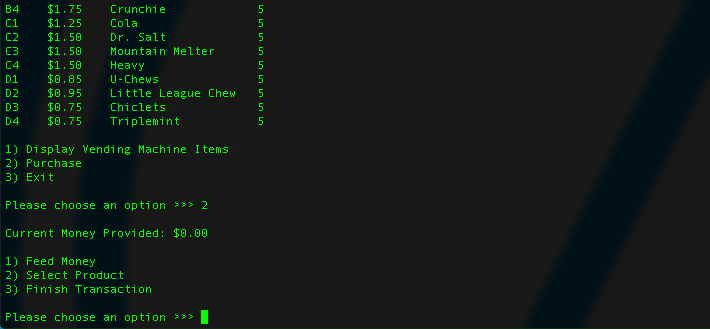 B4 $1.75 Crunchie 5
C1 $1.25 Cola 5
C2 $1.50 Dr. Salt 5
C3 $1.50 Mountain Melter 5
C4 $1.50 Heavy 5
D1 $0.85 U-Chews 5
D2 $0.95 Little League Chew 5
D3 $0.75 Chiclets 5
D4 $0.75 Triplemint 5
1) Display Vending Machine Items
2) Purchase
3) Exit
Please choose an option >>> 2
Current Money Provided: $0.00
1) Feed Money
2) Select Product
3) Finish Transaction
Please choose an option >>>